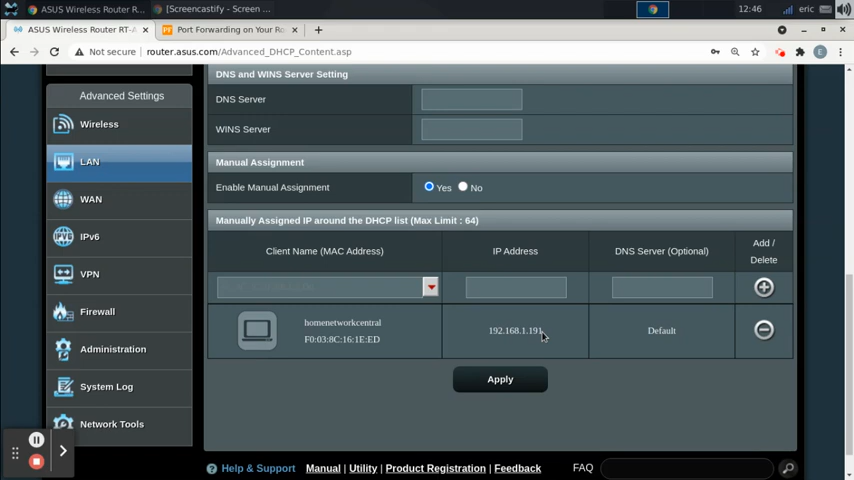 ASUS Wireless Router R...
[Screencastify - Screen ...
12:46
eric
ASUS Wireless Router RT-A
Port Forwarding on Your Ro
Not secure | router.asus.com/Advanced_DHCP_Content.asp
E
Advanced Settings
Wireless
LAN
WAN
IPv6
VPN
Firewall
Administration
System Log
Network Tools
DNS and WINS Server Setting
DNS Server
WINS Server
Manual Assignment
Enable Manual Assignment
Yes
No
Manually Assigned IP around the DHCP list (Max Limit : 64)
Client Name (MAC Address)
IP Address
DNS Server (Optional)
Add /
Delete
homenetworkcentral
F0:03:8C:16:1E:ED
192.168.1.191
Default
Apply
Help & Support
Manual | Utility | Product Registration | Feedback
FAQ